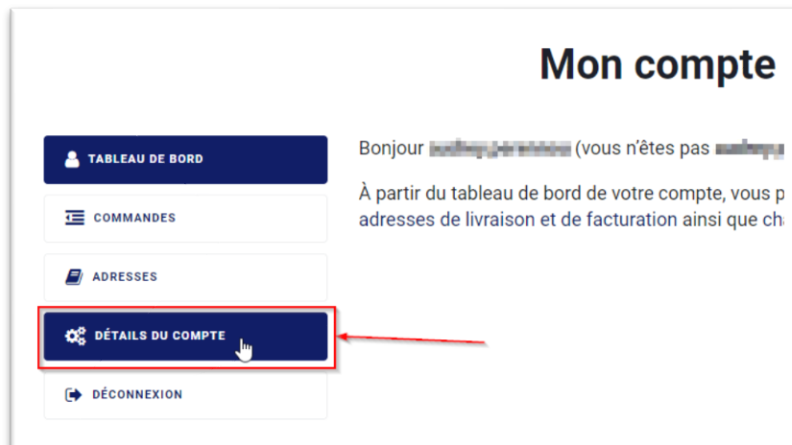 Mon compte
TABLEAU DE BORD
COMMANDES
ADRESSES
DÉTAILS DU COMPTE
DÉCONNEXION
Bonjour (vous n'êtes pas
À partir du tableau de bord de votre compte, vous p
adresses de livraison et de facturation ainsi que ch